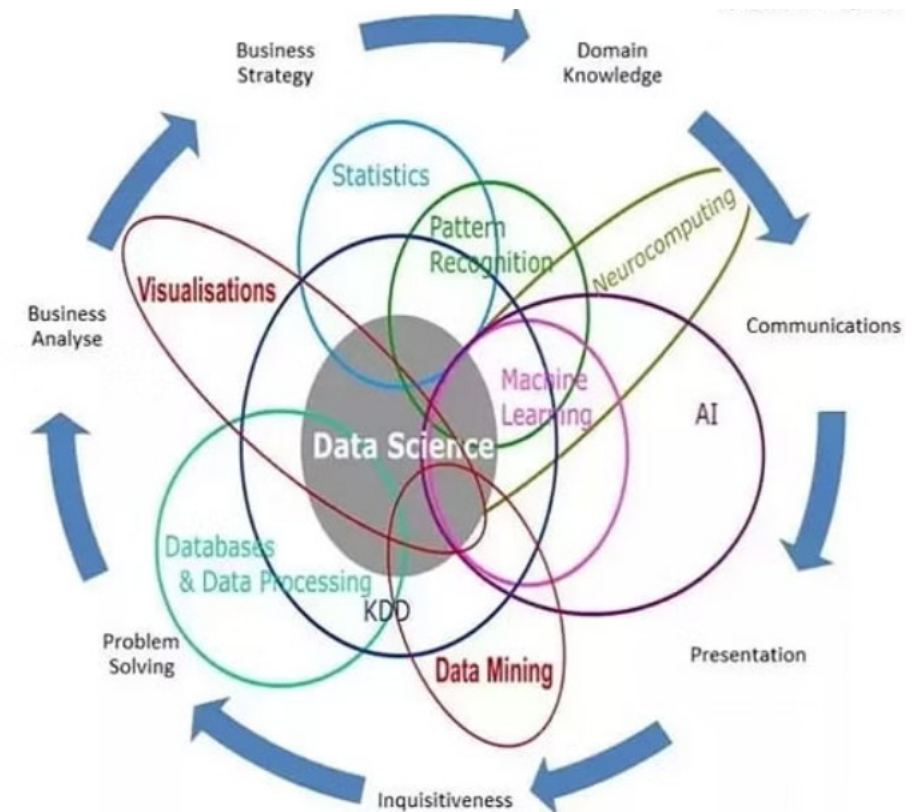 Business
Strategy
Domain
Knowledge
Statistics
Pattern
Recognition
Neurocomputing
Visualisations
Business
Analyse
Communications
Machine
Learning
AI
Data Science
Databases
& Data Processing
KDD
Problem
Solving
Data Mining
Presentation
Inquisitiveness